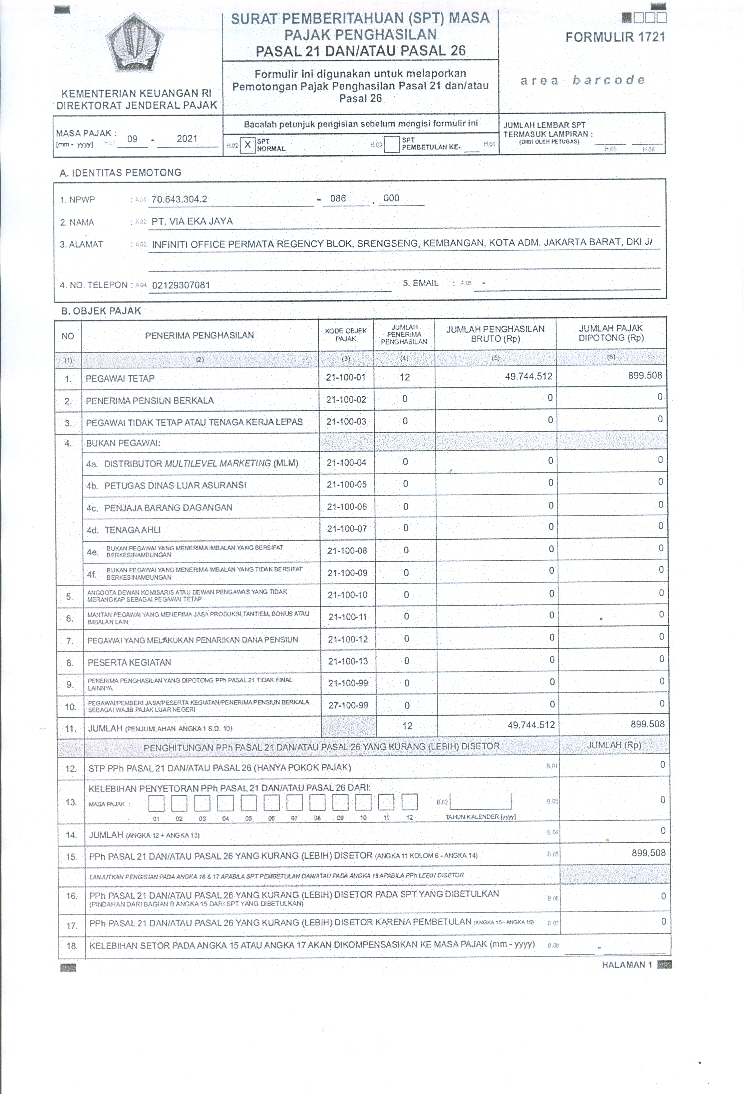 SURAT PEMBERITAHUAN (SPT) MASA
PAJAK PENGHASILAN
PASAL 21 DAN/ATAU PASAL 26
FORMULIR 1721
Formulir ini digunakan untuk melaporkan
Pemotongan Pajak Penghasilan Pasal 21 dan/atau
Pasal 26
area barcode
KEMENTERIAN KEUANGAN RI
DIREKTORAT JENDERAL PAJAK
Bacalah petunjuk pengisian sebelum mengisi formulir ini
JUMLAH LEMBAR SPT
TERMASUK LAMPIRAN :
(DIISI OLEH PETUGAS)
MASA PAJAK :
[mm - yyyy]
09 - 2021
H.02 X SPT
NORMAL
H.03 SPT
PEMBETULAN KE- H.04
H.05 H.06
A. IDENTITAS PEMOTONG
1. NPWP : A.01 70.643.304.2 - 086 . 000
2. NAMA : A.02 PT. VIA EKA JAYA
3. ALAMAT : A.03 INFINITI OFFICE PERMATA REGENCY BLOK, SRENGSENG, KEMBANGAN, KOTA ADM. JAKARTA BARAT, DKI JA
4. NO. TELEPON : A.04 02129307081 5. EMAIL : A.05 -
B. OBJEK PAJAK
NO PENERIMA PENGHASILAN KODE OBJEK PAJAK JUMLAH PENERIMA PENGHASILAN JUMLAH PENGHASILAN BRUTO (Rp) JUMLAH PAJAK DIPOTONG (Rp)
(1) (2) (3) (4) (5) (6)
1. PEGAWAI TETAP 21-100-01 12 49.744.512 899.508
2. PENERIMA PENSIUN BERKALA 21-100-02 0 0 0
3. PEGAWAI TIDAK TETAP ATAU TENAGA KERJA LEPAS 21-100-03 0 0 0
4. BUKAN PEGAWAI:
4a. DISTRIBUTOR MULTILEVEL MARKETING (MLM) 21-100-04 0 0 0
4b. PETUGAS DINAS LUAR ASURANSI 21-100-05 0 0 0
4c. PENJAJA BARANG DAGANGAN 21-100-06 0 0 0
4d. TENAGA AHLI 21-100-07 0 0 0
4e. BUKAN PEGAWAI YANG MENERIMA IMBALAN YANG BERSIFAT BERKESINAMBUNGAN 21-100-08 0 0 0
4f. BUKAN PEGAWAI YANG MENERIMA IMBALAN YANG TIDAK BERSIFAT BERKESINAMBUNGAN 21-100-09 0 0 0
5. ANGGOTA DEWAN KOMISARIS ATAU DEWAN PENGAWAS YANG TIDAK MERANGKAP SEBAGAI PEGAWAI TETAP 21-100-10 0 0 0
6. MANTAN PEGAWAI YANG MENERIMA JASA PRODUKSI, TANTIEM, BONUS ATAU IMBALAN LAIN 21-100-11 0 0 0
7. PEGAWAI YANG MELAKUKAN PENARIKAN DANA PENSIUN 21-100-12 0 0 0
8. PESERTA KEGIATAN 21-100-13 0 0 0
9. PENERIMA PENGHASILAN YANG DIPOTONG PPh PASAL 21 TIDAK FINAL LAINNYA 21-100-99 0 0 0
10. PEGAWAI/PEMBERI JASA/PESERTA KEGIATAN/PENERIMA PENSIUN BERKALA SEBAGAI WAJIB PAJAK LUAR NEGERI 27-100-99 0 0 0
11. JUMLAH (PENJUMLAHAN ANGKA 1 S.D. 10) 12 49.744.512 899.508
PENGHITUNGAN PPh PASAL 21 DAN/ATAU PASAL 26 YANG KURANG (LEBIH) DISETOR JUMLAH (Rp)
12. STP PPh PASAL 21 DAN/ATAU PASAL 26 (HANYA POKOK PAJAK) B.01 0
KELEBIHAN PENYETORAN PPh PASAL 21 DAN/ATAU PASAL 26 DARI:
13. MASA PAJAK : B.02 B.03 0
01 02 03 04 05 06 07 08 09 10 11 12 TAHUN KALENDER [yyyy]
14. JUMLAH (ANGKA 12 + ANGKA 13) B.04 0
15. PPh PASAL 21 DAN/ATAU PASAL 26 YANG KURANG (LEBIH) DISETOR (ANGKA 11 KOLOM 6 - ANGKA 14) B.05 899.508
LANJUTKAN PENGISIAN PADA ANGKA 16 & 17 APABILA SPT PEMBETULAN DAN/ATAU PADA ANGKA 18 APABILA PPh LEBIH DISETOR
16. PPh PASAL 21 DAN/ATAU PASAL 26 YANG KURANG (LEBIH) DISETOR PADA SPT YANG DIBETULKAN B.06 0
(PINDAHAN DARI BAGIAN B ANGKA 15 DARI SPT YANG DIBETULKAN)
17. PPh PASAL 21 DAN/ATAU PASAL 26 YANG KURANG (LEBIH) DISETOR KARENA PEMBETULAN (ANGKA 15 - ANGKA 16) B.07 0
18. KELEBIHAN SETOR PADA ANGKA 15 ATAU ANGKA 17 AKAN DIKOMPENSASIKAN KE MASA PAJAK (mm - yyyy) B.08 -
HALAMAN 1